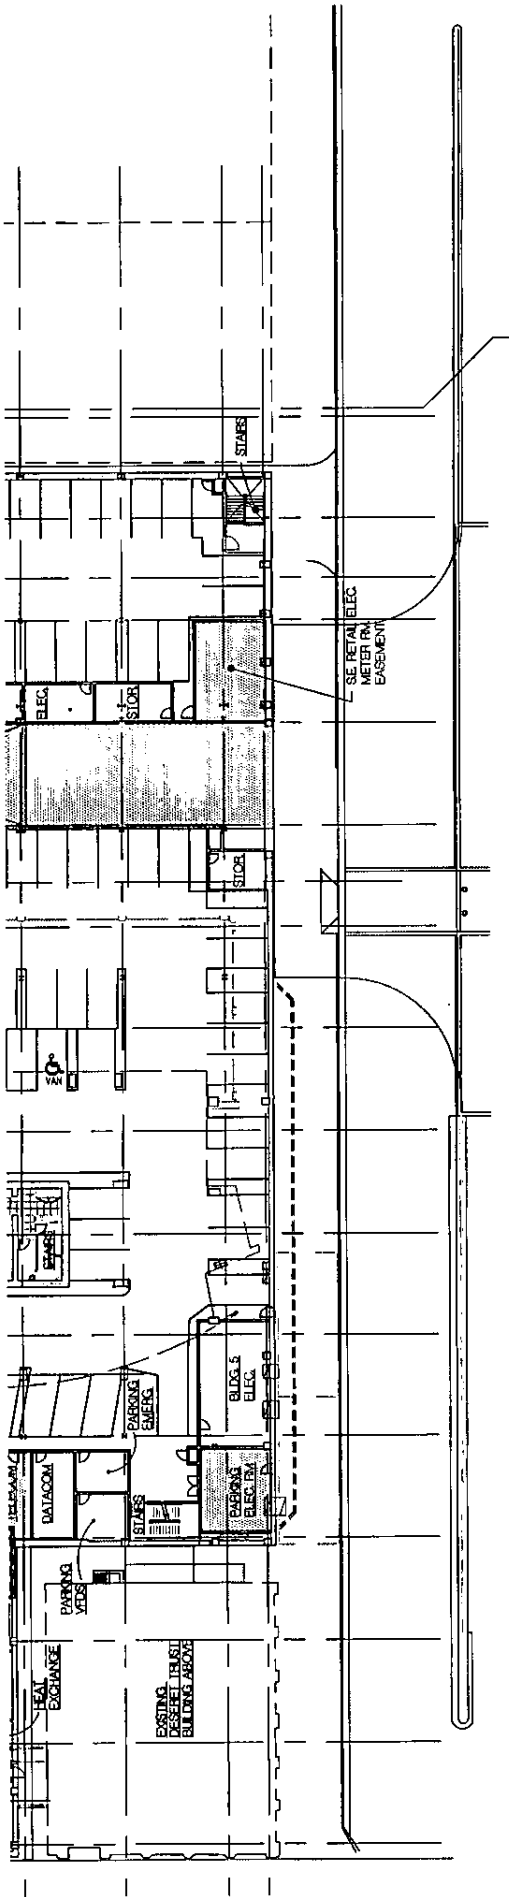 STAIRS
S.E. RETAIL ELEC.
METER RM.
EASEMENT
ELEC.
STOR.
STOR.
VAN
STAIRS
BLDG. 5
ELEC.
PARKING
EMERG.
DATACOM
STAIRS
PARKING
ELEC. RM.
PARKING
VFDS
HEAT
EXCHANGE
EXISTING
DESERET TRUST
BUILDING ABOVE